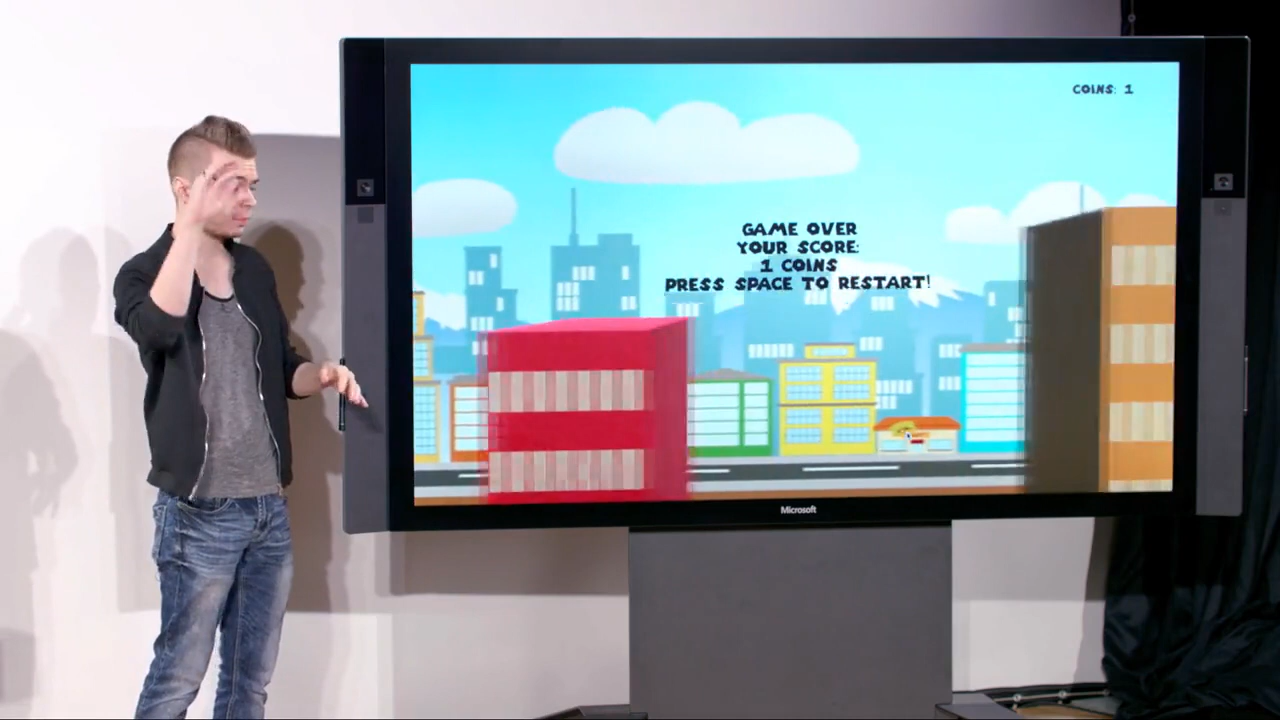 COINS: 1
GAME OVER
YOUR SCORE:
1 COINS
PRESS SPACE TO RESTART!
Microsoft